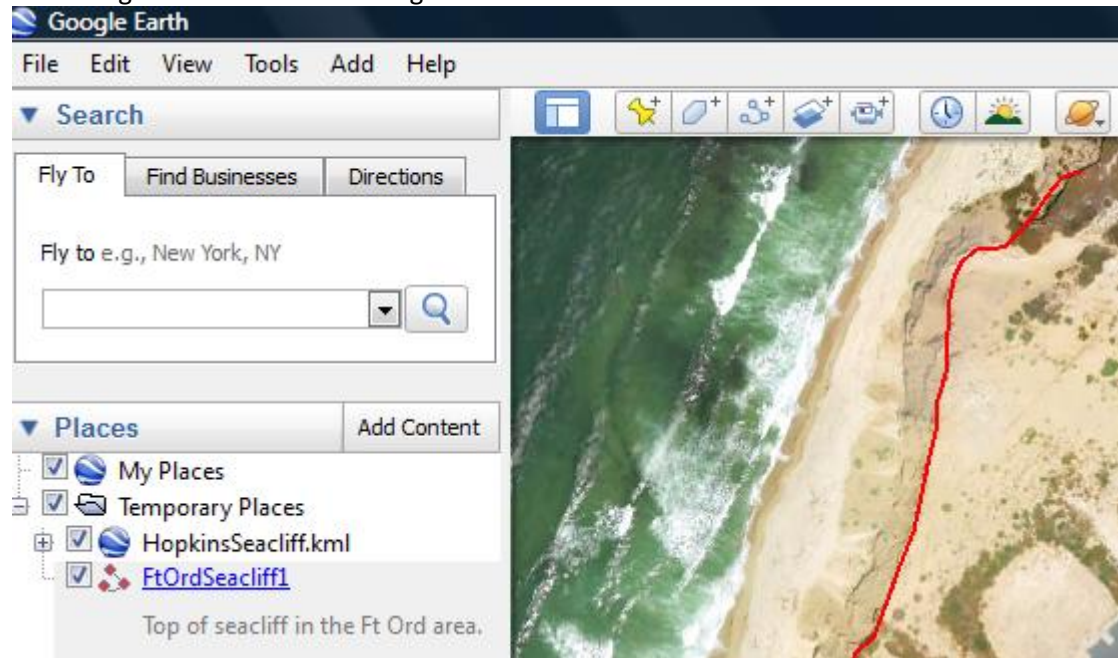 Google Earth
File Edit View Tools Add Help
Search
Fly To Find Businesses Directions
Fly to e.g., New York, NY
Places Add Content
My Places
Temporary Places
HopkinsSeacliff.kml
FtOrdSeacliff1
Top of seacliff in the Ft Ord area.